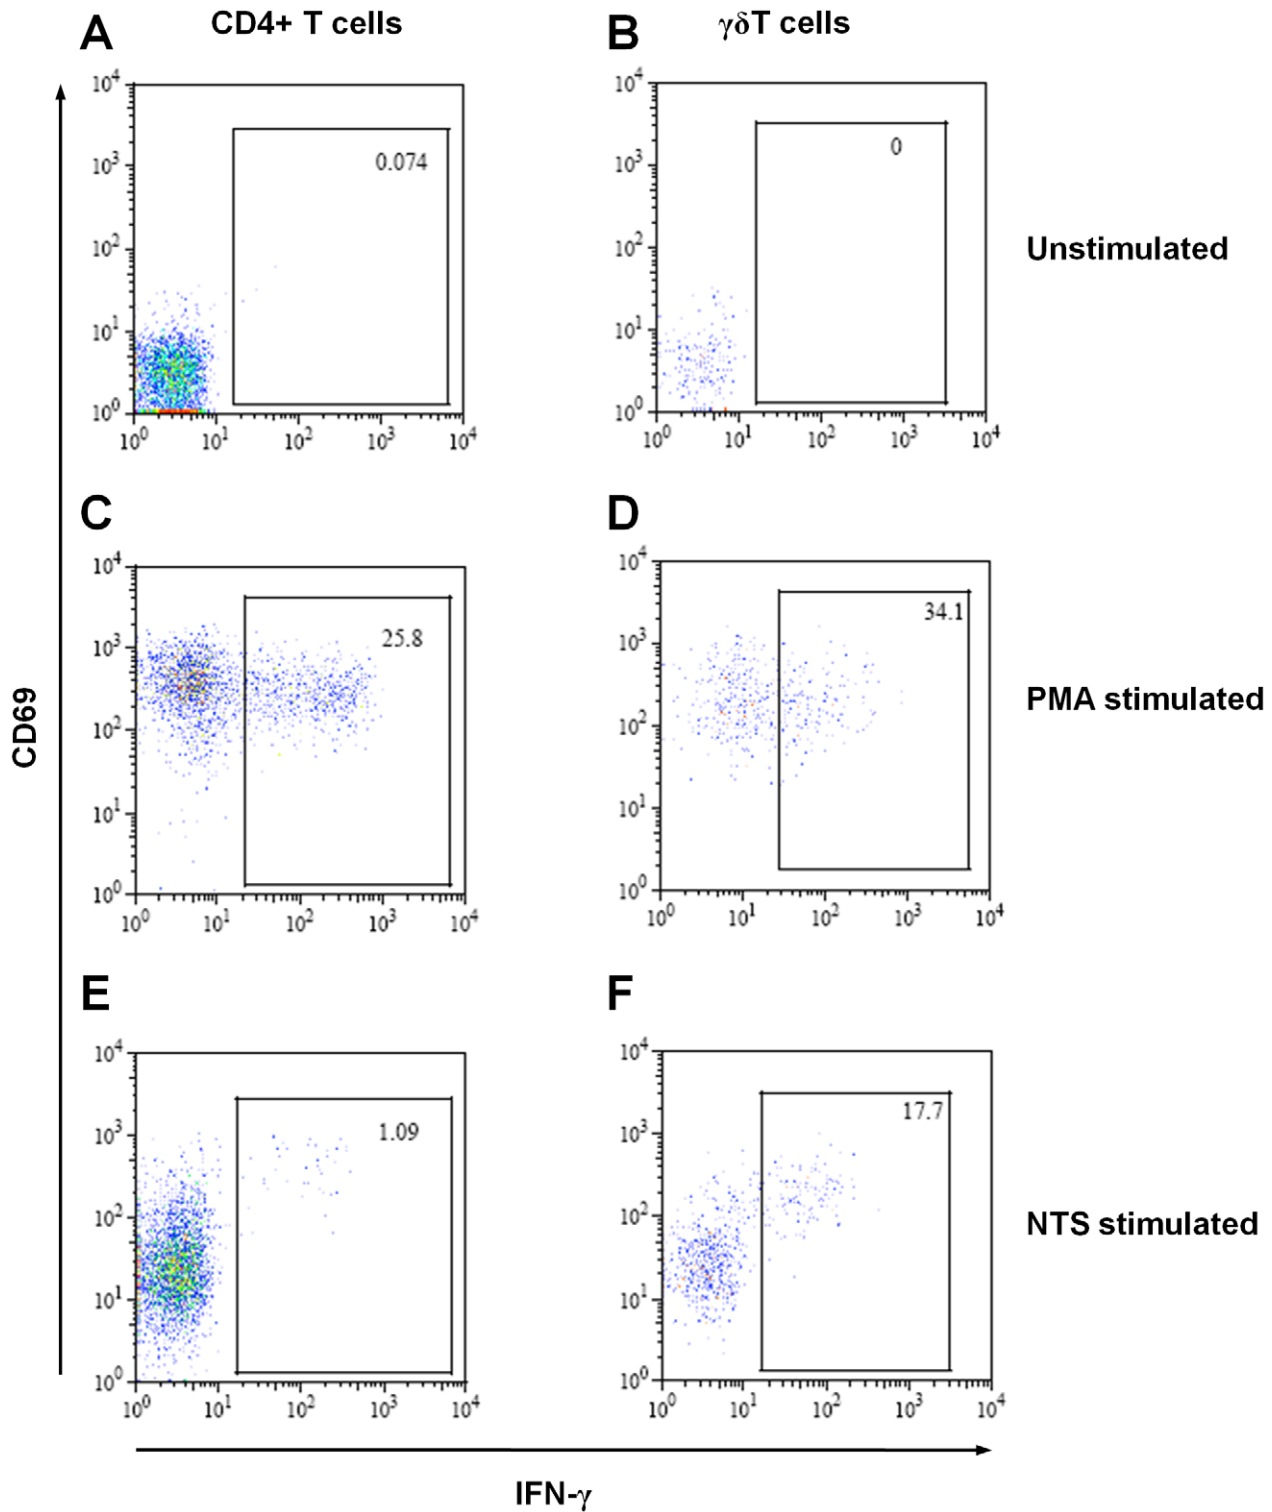 A CD4+ T cells
B γδT cells
10⁴
10³
10²
10¹
10⁰
0.074
10⁰ 10¹ 10² 10³ 10⁴
10⁴
10³
10²
10¹
10⁰
0
10⁰ 10¹ 10² 10³ 10⁴
Unstimulated
C
10⁴
10³
10²
10¹
10⁰
25.8
10⁰ 10¹ 10² 10³ 10⁴
D
10⁴
10³
10²
10¹
10⁰
34.1
10⁰ 10¹ 10² 10³ 10⁴
PMA stimulated
CD69
E
10⁴
10³
10²
10¹
10⁰
1.09
10⁰ 10¹ 10² 10³ 10⁴
F
10⁴
10³
10²
10¹
10⁰
17.7
10⁰ 10¹ 10² 10³ 10⁴
NTS stimulated
IFN-γ